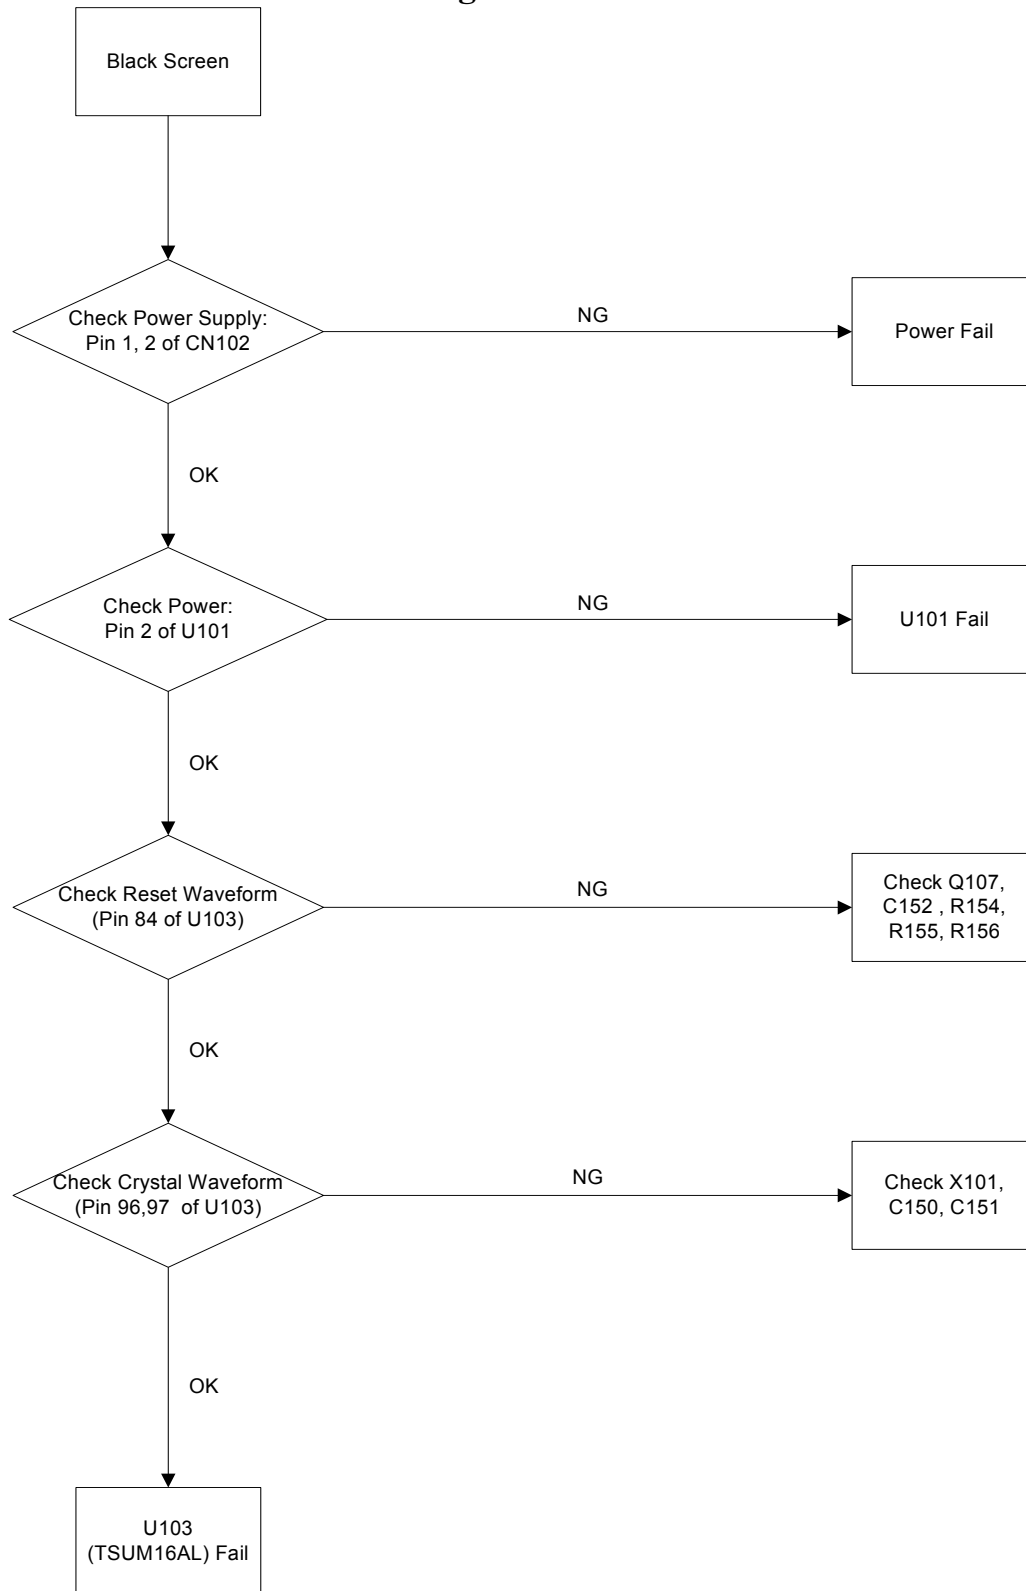 Black Screen
Check Power Supply:
Pin 1, 2 of CN102
NG
Power Fail
OK
Check Power:
Pin 2 of U101
NG
U101 Fail
OK
Check Reset Waveform
(Pin 84 of U103)
NG
Check Q107,
C152 , R154,
R155, R156
OK
Check Crystal Waveform
(Pin 96,97 of U103)
NG
Check X101,
C150, C151
OK
U103
(TSUM16AL) Fail